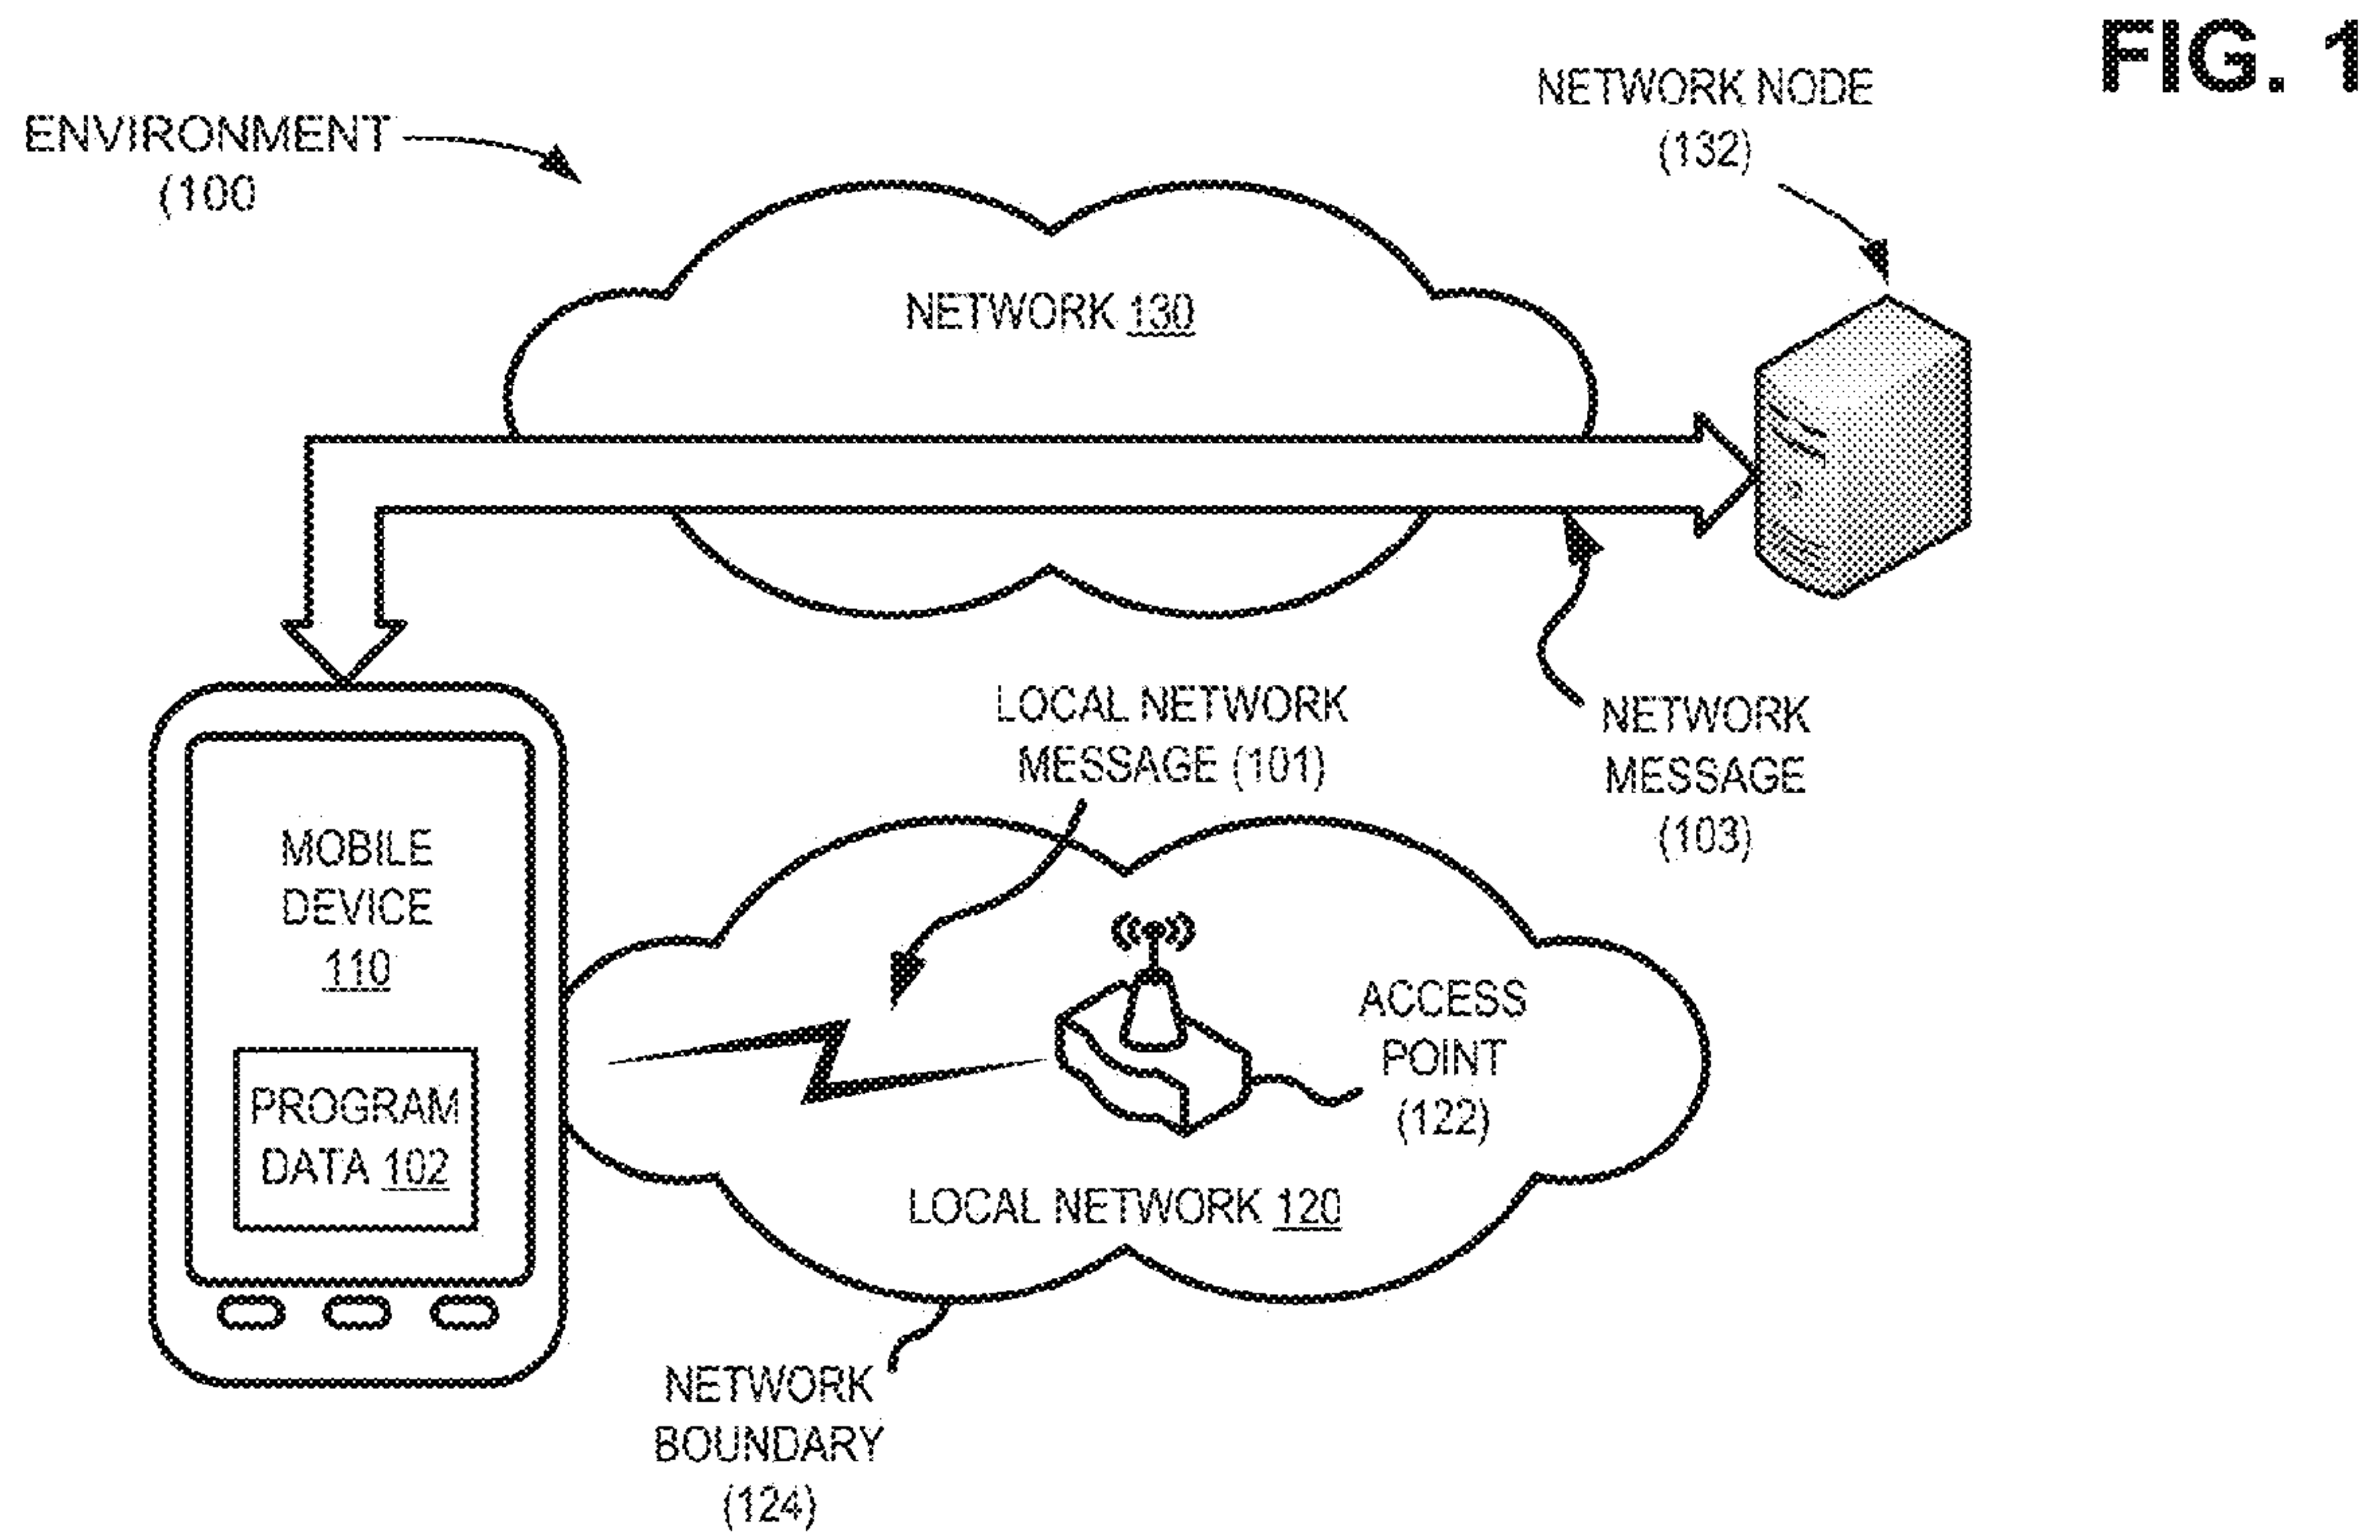 FIG. 1
NETWORK NODE
(132)
ENVIRONMENT
(100
NETWORK 130
LOCAL NETWORK
MESSAGE (101)
NETWORK
MESSAGE
(103)
MOBILE
DEVICE
110
PROGRAM
DATA 102
ACCESS
POINT
(122)
LOCAL NETWORK 120
NETWORK
BOUNDARY
(124)